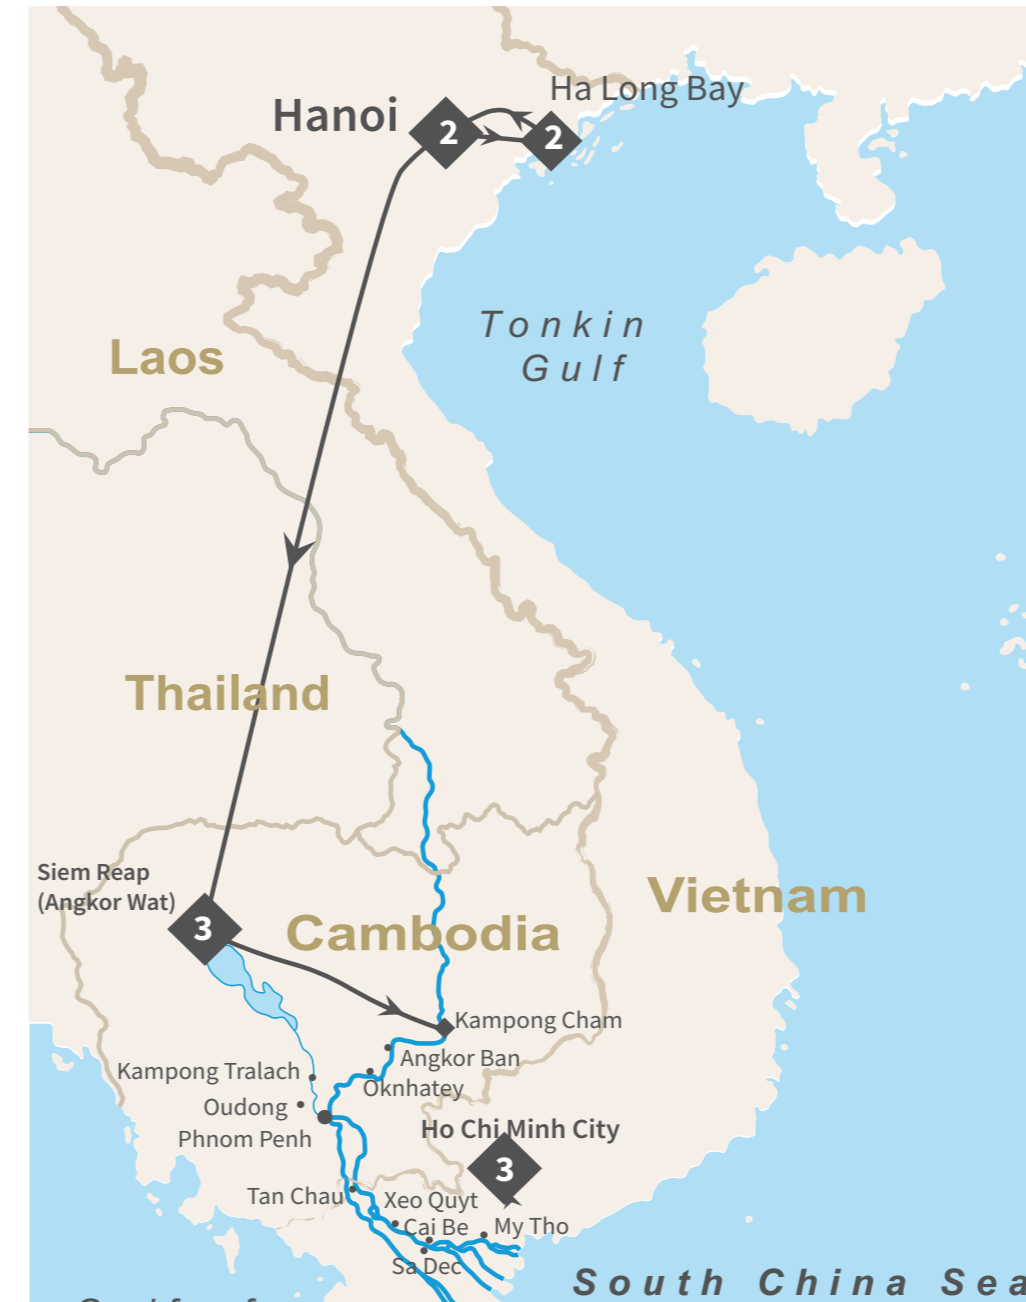 Ha Long Bay
Hanoi
2
2
Tonkin
Gulf
Laos
Thailand
Siem Reap
(Angkor Wat)
3
Vietnam
Cambodia
Kampong Cham
Angkor Ban
Kampong Tralach
Oknhatey
Oudong
Phnom Penh
Ho Chi Minh City
3
Tan Chau
Xeo Quyt
Cai Be
My Tho
Sa Dec
South China Sea